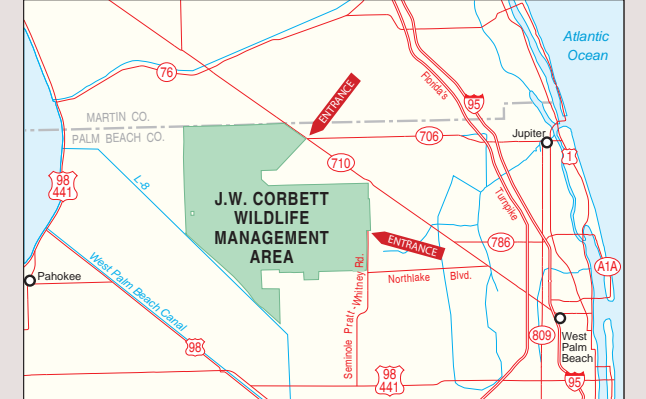 Atlantic
Ocean
76
ENTRANCE
Florida's
95
MARTIN CO.
PALM BEACH CO.
706
Jupiter
710
1
98
441
L-8
J.W. CORBETT
WILDLIFE
MANAGEMENT
AREA
Turnpike
ENTRANCE
786
A1A
Pahokee
West Palm Beach Canal
Seminole Pratt-Whitney Rd.
Northlake Blvd.
98
809
West
Palm
Beach
98
441
95